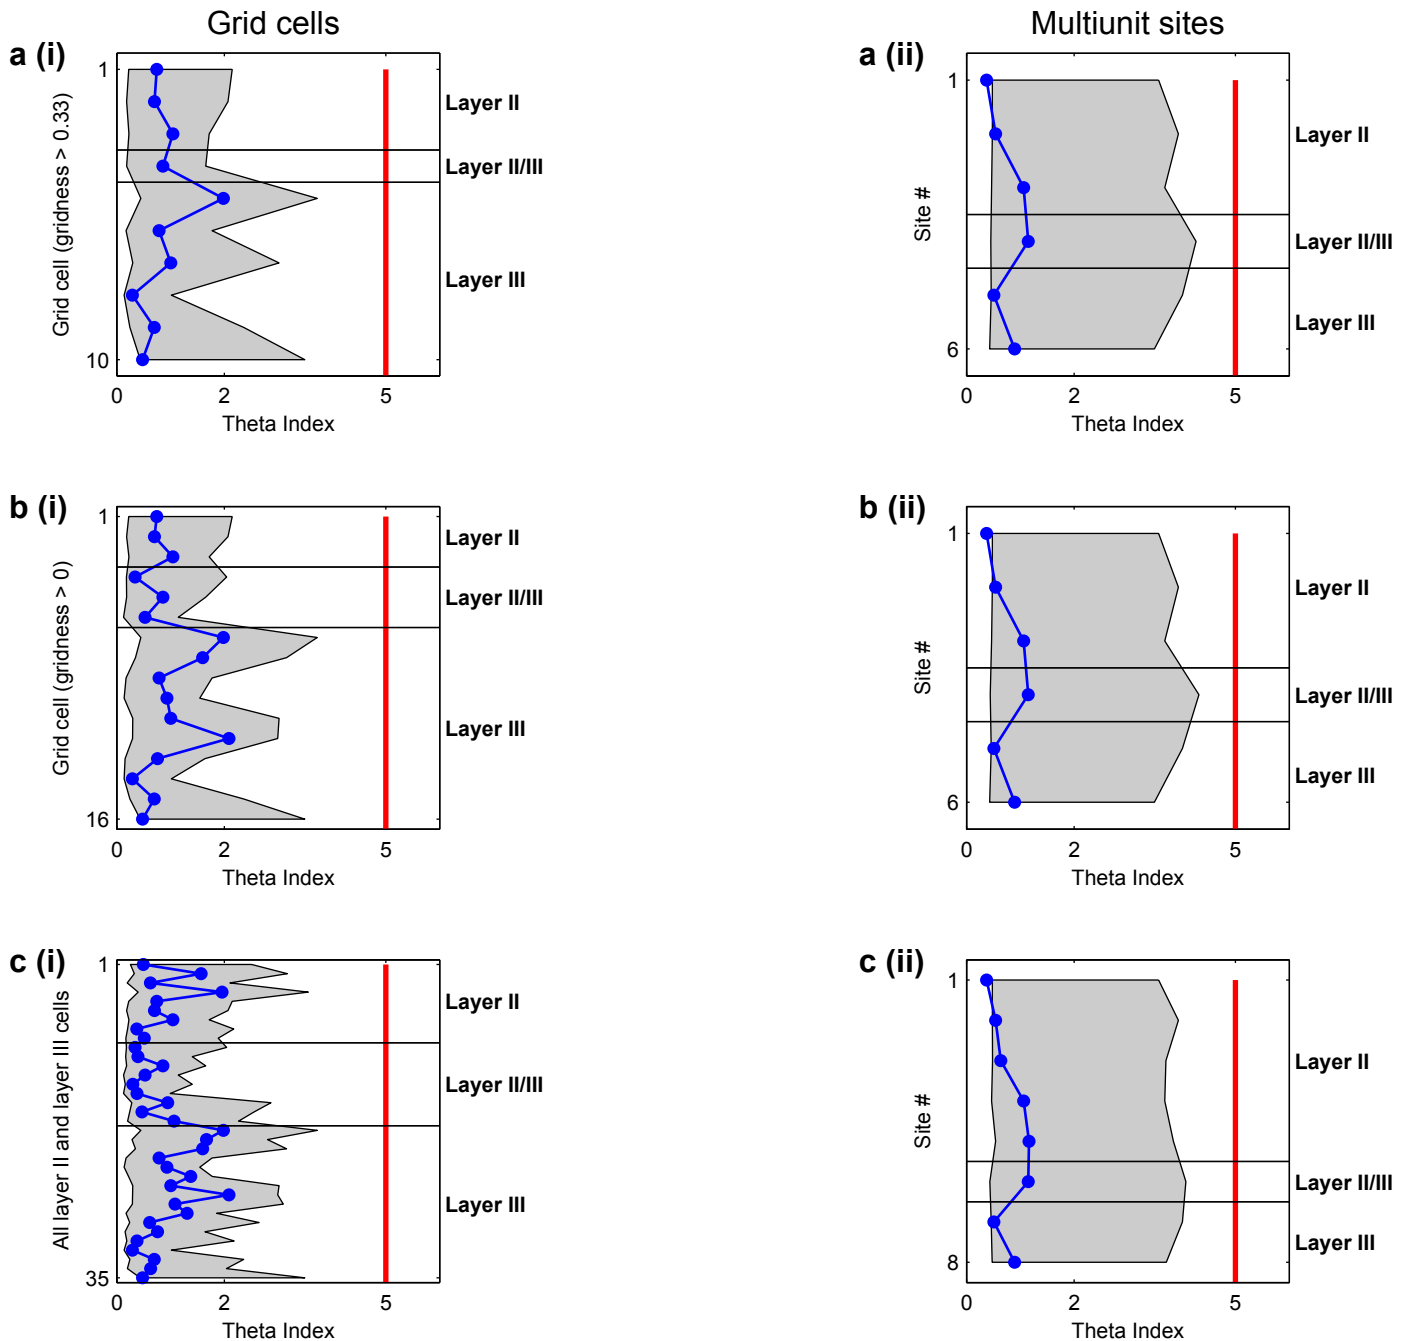 Grid cells
Multiunit sites
a (i)
Grid cell (gridness > 0.33)
1
10
Layer II
Layer II/III
Layer III
0 2 5
Theta Index
a (ii)
Site #
1
6
Layer II
Layer II/III
Layer III
0 2 5
Theta Index
b (i)
Grid cell (gridness > 0)
1
16
Layer II
Layer II/III
Layer III
0 2 5
Theta Index
b (ii)
Site #
1
6
Layer II
Layer II/III
Layer III
0 2 5
Theta Index
c (i)
All layer II and layer III cells
1
35
Layer II
Layer II/III
Layer III
0 2 5
Theta Index
c (ii)
Site #
1
8
Layer II
Layer II/III
Layer III
0 2 5
Theta Index